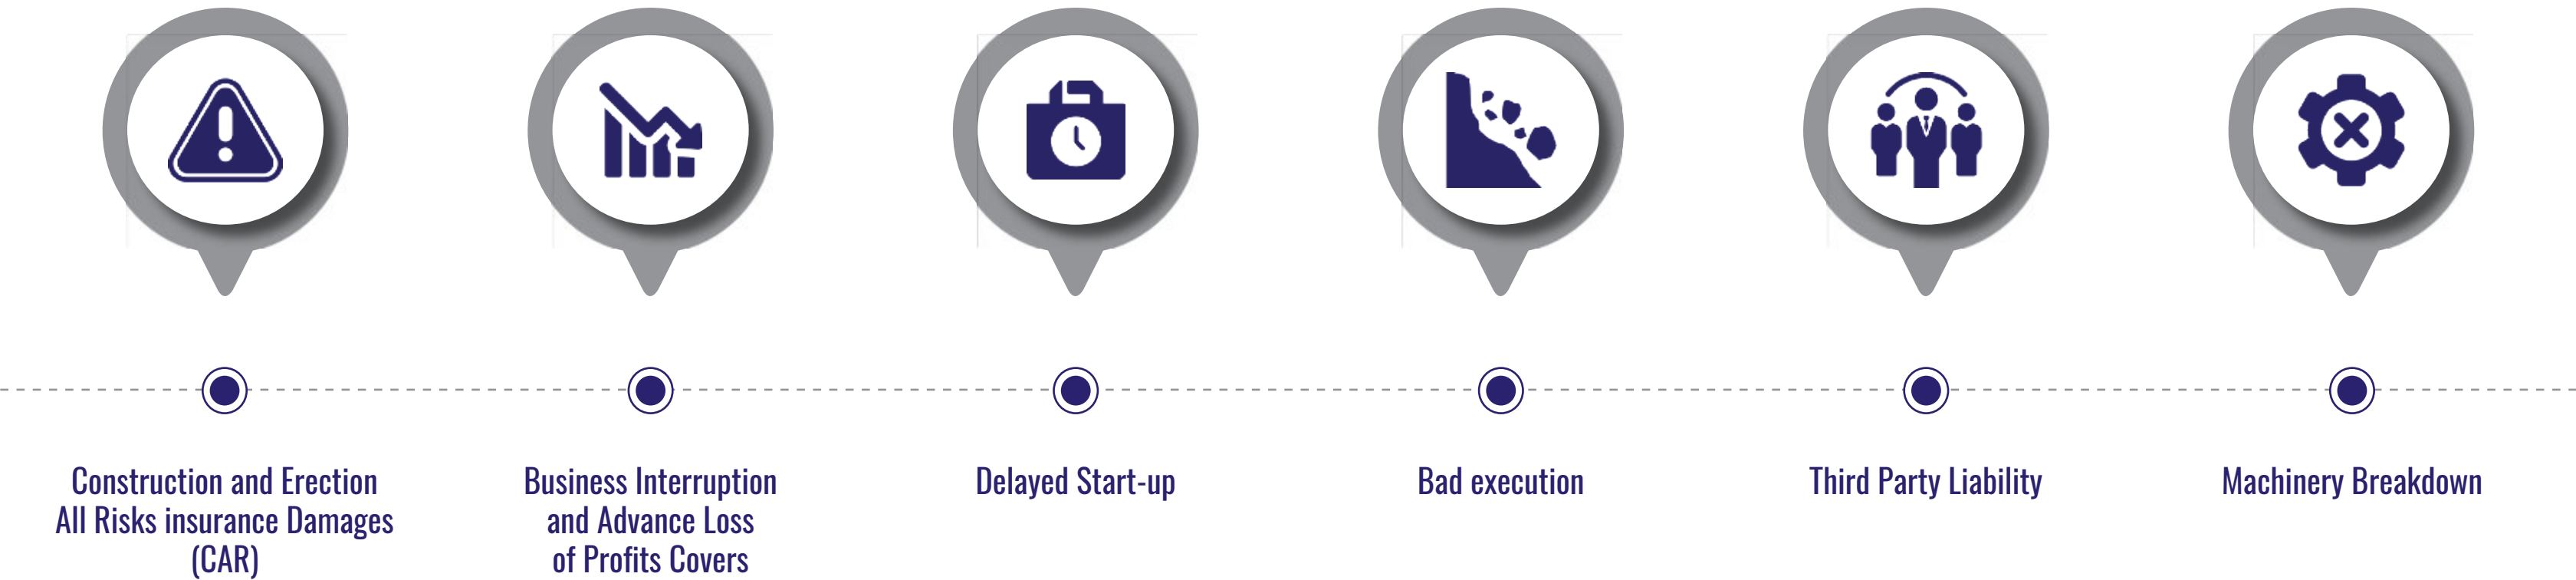 Construction and Erection
All Risks insurance Damages
(CAR)
Business Interruption
and Advance Loss
of Profits Covers
Delayed Start-up
Bad execution
Third Party Liability
Machinery Breakdown